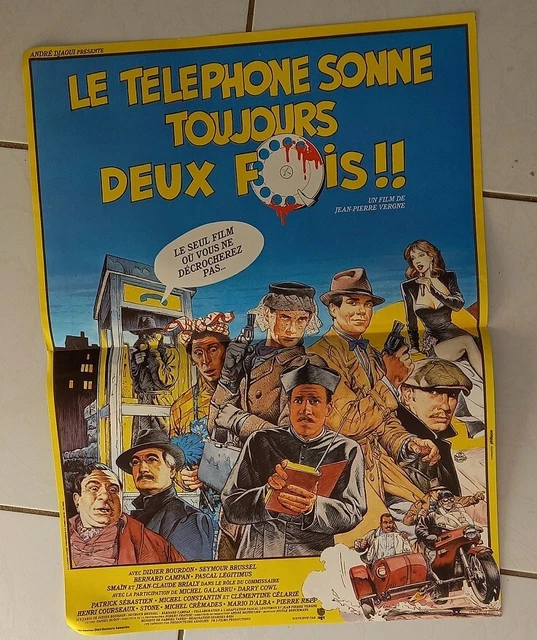 ANDRÉ DJAOUI PRÉSENTE
LE TELEPHONE SONNE
TOUJOURS
DEUX FOIS!!
UN FILM DE
JEAN-PIERRE VERGNE
LE SEUL FILM
OÙ VOUS NE
DÉCROCHEREZ
PAS...
AVEC DIDIER BOURDON - SEYMOUR BRUSSEL
BERNARD CAMPAN - PASCAL LÉGITIMUS
SMAÏN ET JEAN-CLAUDE BRIALY DANS LE RÔLE DU COMMISSAIRE
AVEC LA PARTICIPATION DE MICHEL GALABRU - DARRY COWL
PATRICK SÉBASTIEN - MICHEL CONSTANTIN ET CLÉMENTINE CÉLARIÉ
HENRI COURSEAUX - STONE - MICHEL CRÉMADES - MARIO D'ALBA - PIERRE REPP